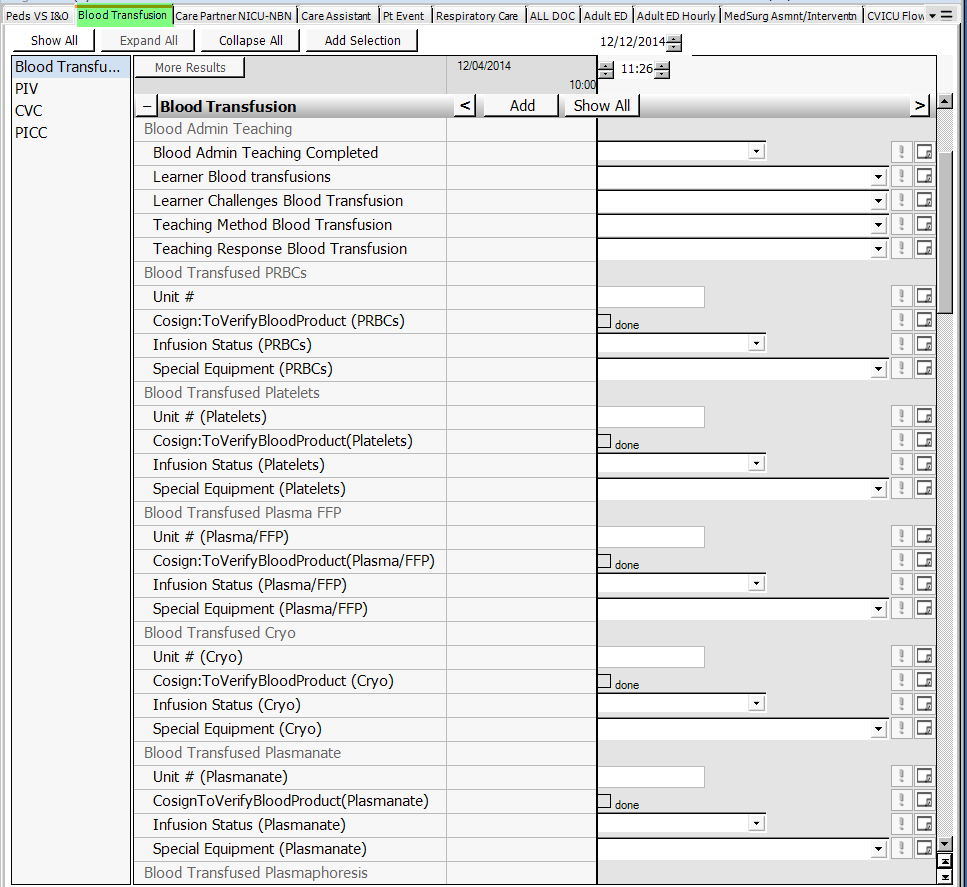 Peds VS I&O Blood Transfusion Care Partner NICU-NBN Care Assistant Pt Event Respiratory Care ALL DOC Adult ED Adult ED Hourly MedSurg Asmnt/Interventn CVICU Flow
Show All Expand All Collapse All Add Selection 12/12/2014
Blood Transfu... More Results 12/04/2014 11:26
PIV 10:00
CVC
PICC
− Blood Transfusion < Add Show All >
Blood Admin Teaching
Blood Admin Teaching Completed
Learner Blood transfusions
Learner Challenges Blood Transfusion
Teaching Method Blood Transfusion
Teaching Response Blood Transfusion
Blood Transfused PRBCs
Unit #
Cosign:ToVerifyBloodProduct (PRBCs) done
Infusion Status (PRBCs)
Special Equipment (PRBCs)
Blood Transfused Platelets
Unit # (Platelets)
Cosign:ToVerifyBloodProduct(Platelets) done
Infusion Status (Platelets)
Special Equipment (Platelets)
Blood Transfused Plasma FFP
Unit # (Plasma/FFP)
Cosign:ToVerifyBloodProduct(Plasma/FFP) done
Infusion Status (Plasma/FFP)
Special Equipment (Plasma/FFP)
Blood Transfused Cryo
Unit # (Cryo)
Cosign:ToVerifyBloodProduct (Cryo) done
Infusion Status (Cryo)
Special Equipment (Cryo)
Blood Transfused Plasmanate
Unit # (Plasmanate)
CosignToVerifyBloodProduct(Plasmanate) done
Infusion Status (Plasmanate)
Special Equipment (Plasmanate)
Blood Transfused Plasmaphoresis